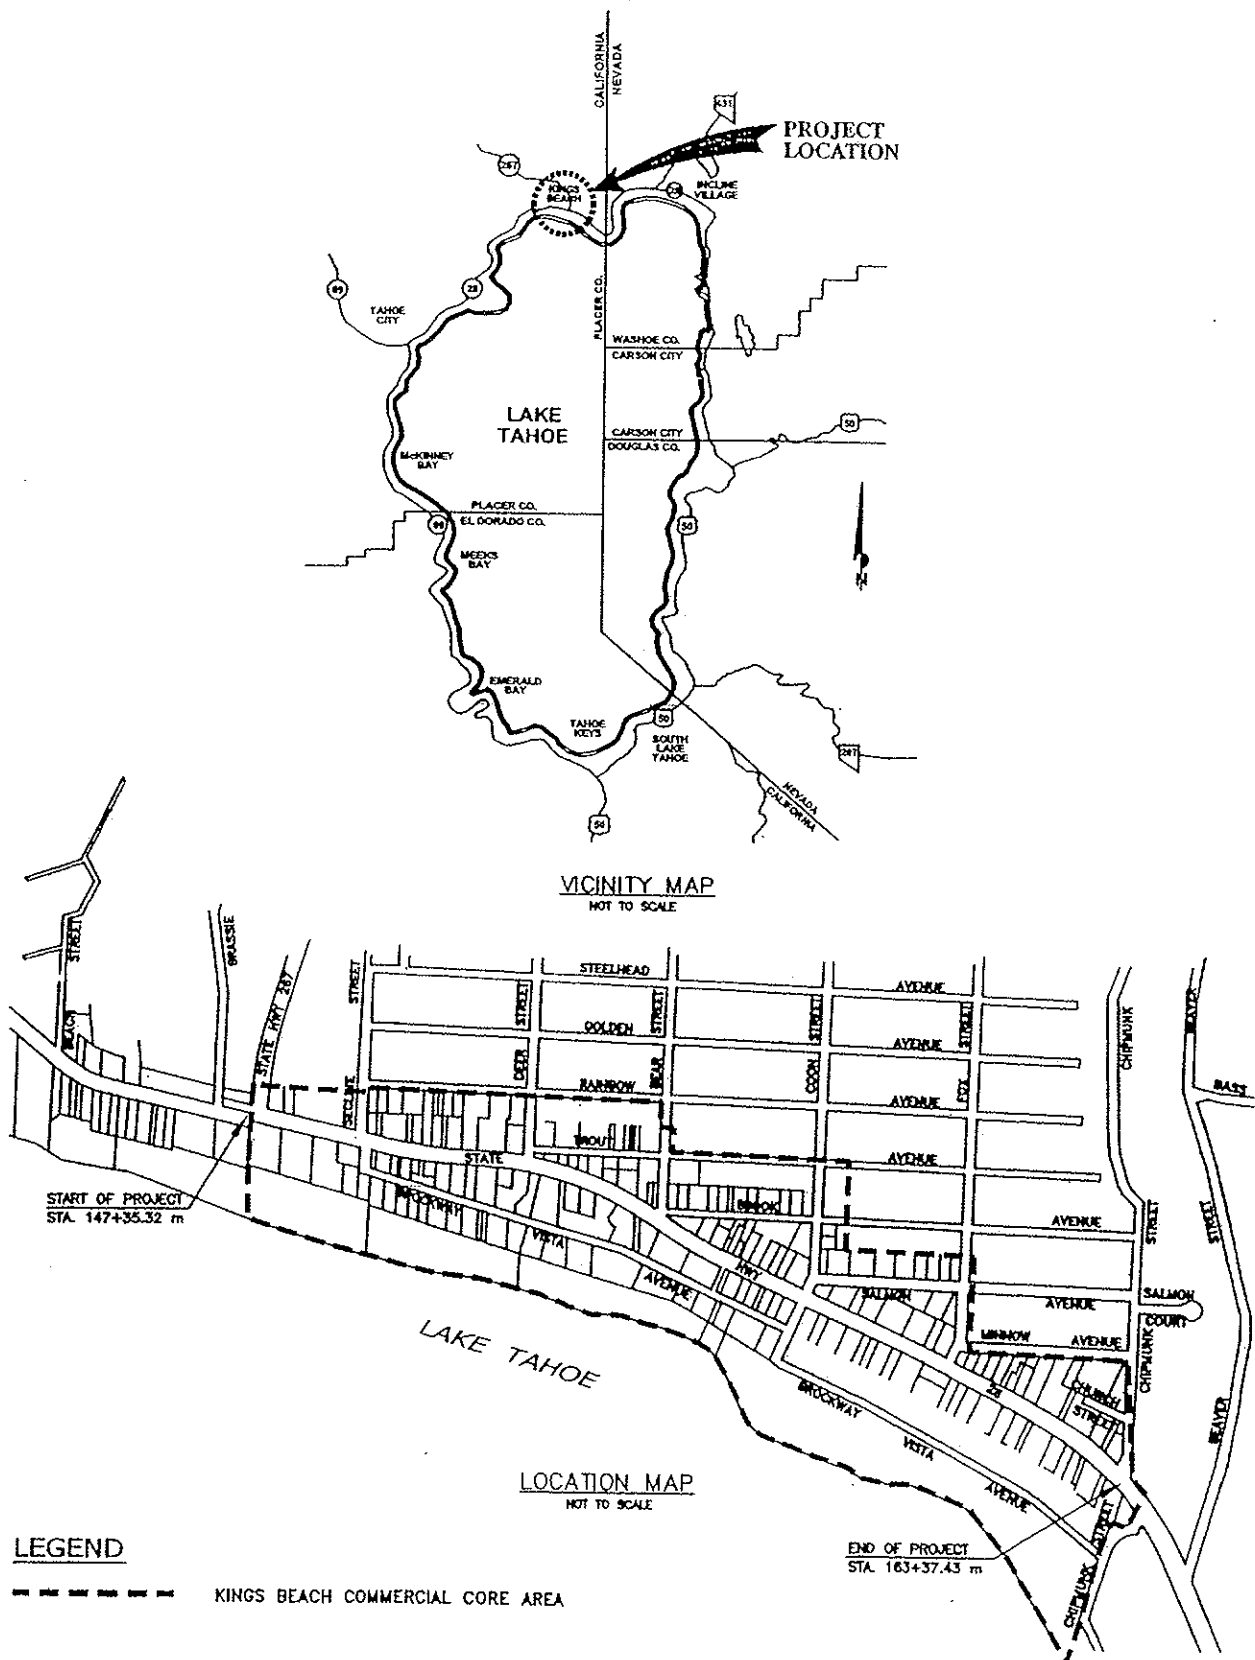 CALIFORNIA
NEVADA
431
PROJECT
LOCATION
267
KINGS
BEACH
28
INCLINE
VILLAGE
89
28
TAHOE
CITY
PLACER CO.
WASHOE CO.
CARSON CITY
LAKE
TAHOE
50
CARSON CITY
DOUGLAS CO.
McKINNEY
BAY
PLACER CO.
EL DORADO CO.
89
50
N
MEEKS
BAY
EMERALD
BAY
TAHOE
KEYS
50
SOUTH
LAKE
TAHOE
207
NEVADA
CALIFORNIA
50
VICINITY MAP
NOT TO SCALE
BEACH STREET
BRASSIE
STATE HWY 267
SECLINE STREET
STEELHEAD AVENUE
DEER STREET
BEAR STREET
COON STREET
FOX STREET
GOLDEN AVENUE
RAINBOW AVENUE
TROUT AVENUE
CHIPMUNK STREET
BEAVER STREET
BASS
STATE HWY 28
BROOK AVENUE
BROCKWAY VISTA AVENUE
SALMON AVENUE
SALMON
COURT
MINNOW AVENUE
CHIPMUNK
CHURCH
STREET
BEAVER
START OF PROJECT
STA. 147+35.32 m
LAKE TAHOE
BROCKWAY VISTA AVENUE
LOCATION MAP
NOT TO SCALE
END OF PROJECT
STA. 163+37.43 m
CHIPMUNK STREET
LEGEND
KINGS BEACH COMMERCIAL CORE AREA